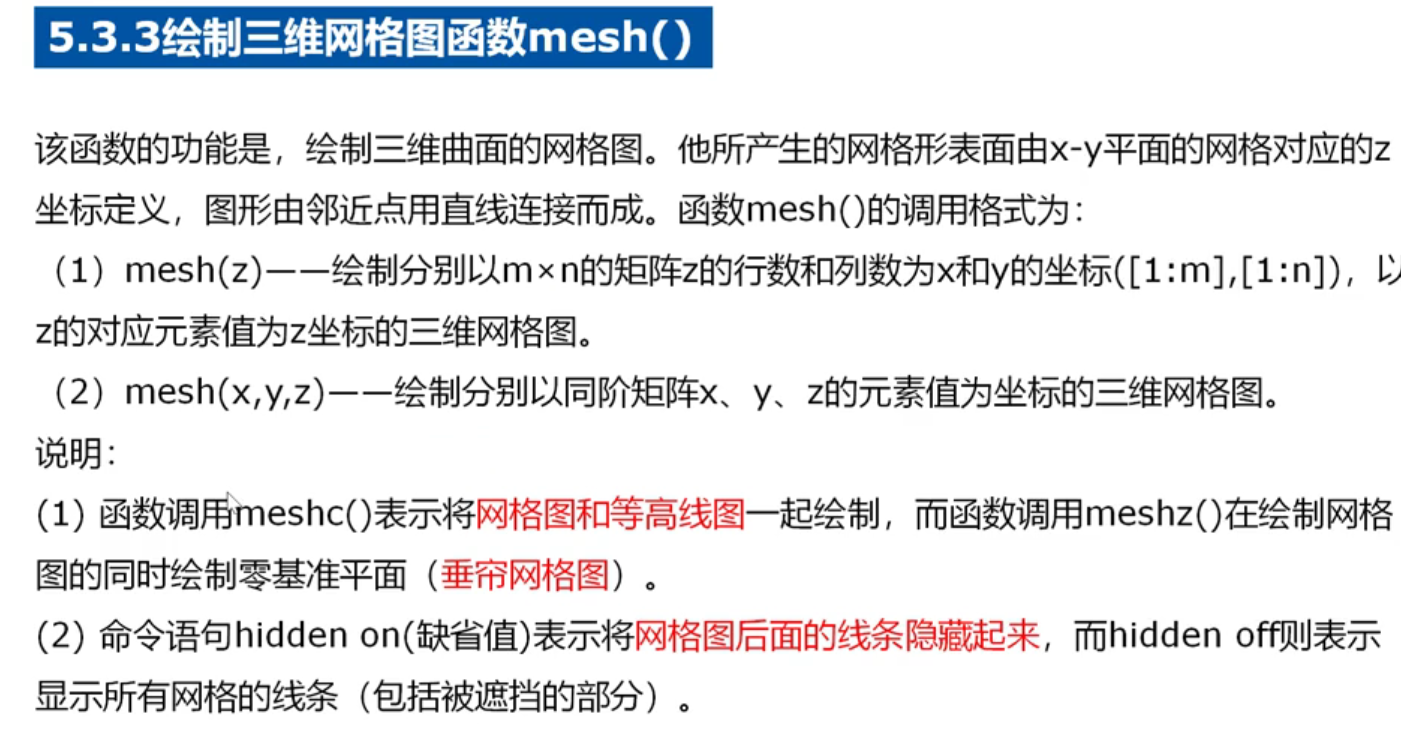 5.3.3绘制三维网格图函数mesh()
该函数的功能是，绘制三维曲面的网格图。他所产生的网格形表面由x-y平面的网格对应的z
坐标定义，图形由邻近点用直线连接而成。函数mesh()的调用格式为：
（1）mesh(z)——绘制分别以m×n的矩阵z的行数和列数为x和y的坐标([1:m],[1:n])，以
z的对应元素值为z坐标的三维网格图。
（2）mesh(x,y,z)——绘制分别以同阶矩阵x、y、z的元素值为坐标的三维网格图。
说明：
(1) 函数调用meshc()表示将网格图和等高线图一起绘制，而函数调用meshz()在绘制网格
图的同时绘制零基准平面（垂帘网格图）。
(2) 命令语句hidden on(缺省值)表示将网格图后面的线条隐藏起来，而hidden off则表示
显示所有网格的线条（包括被遮挡的部分）。